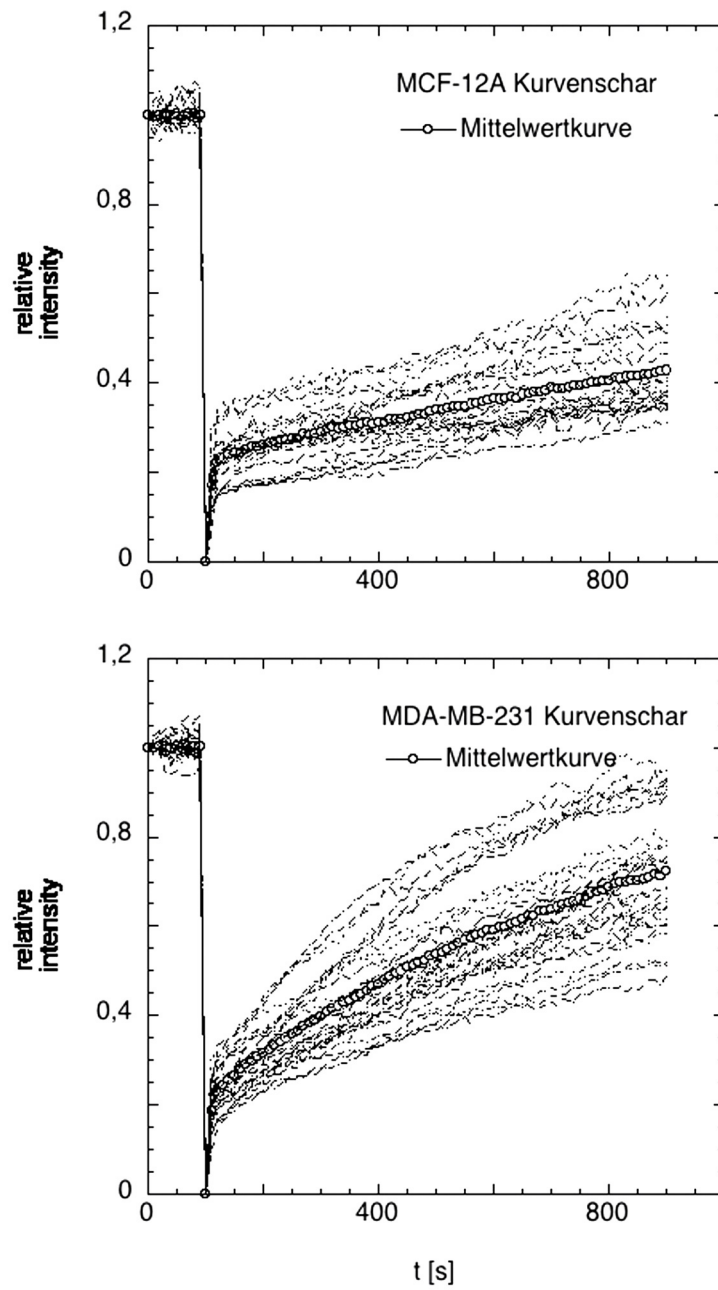 1,2
MCF-12A Kurvenschar
Mittelwertkurve
0,8
relative
intensity
0,4
0
0
400
800
1,2
MDA-MB-231 Kurvenschar
Mittelwertkurve
0,8
relative
intensity
0,4
0
0
400
800
t [s]